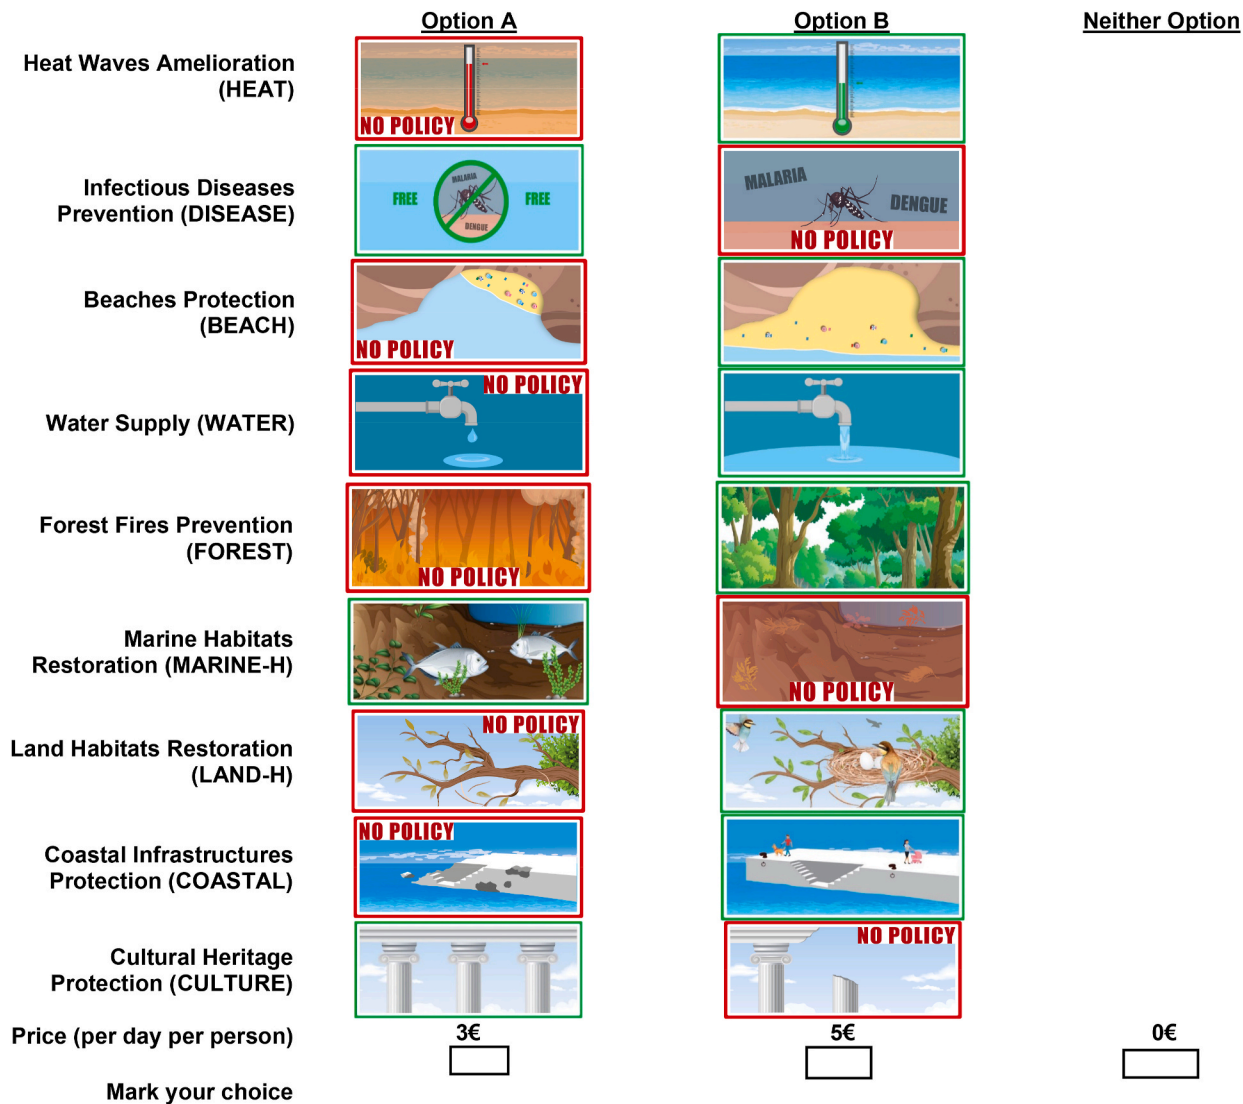 Option A
Option B
Neither Option
Heat Waves Amelioration
(HEAT)
NO POLICY
Infectious Diseases
Prevention (DISEASE)
FREE
MALARIA
DENGUE
FREE
MALARIA
DENGUE
NO POLICY
Beaches Protection
(BEACH)
NO POLICY
Water Supply (WATER)
NO POLICY
Forest Fires Prevention
(FOREST)
NO POLICY
Marine Habitats
Restoration (MARINE-H)
NO POLICY
Land Habitats Restoration
(LAND-H)
NO POLICY
Coastal Infrastructures
Protection (COASTAL)
NO POLICY
Cultural Heritage
Protection (CULTURE)
NO POLICY
Price (per day per person)
3€
5€
0€
Mark your choice